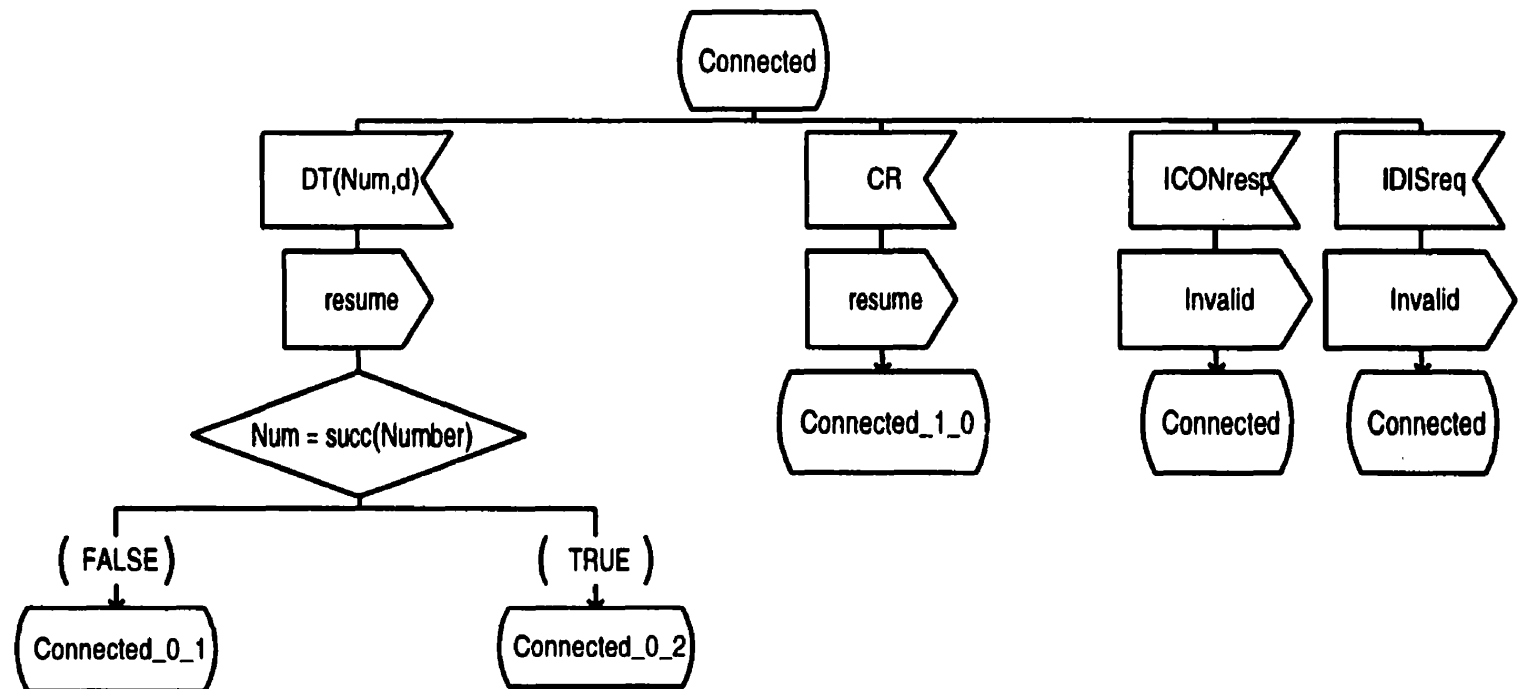 Connected
DT(Num,d)
CR
ICONresp
IDISreq
resume
resume
Invalid
Invalid
Num = succ(Number)
Connected_1_0
Connected
Connected
( FALSE )
( TRUE )
Connected_0_1
Connected_0_2